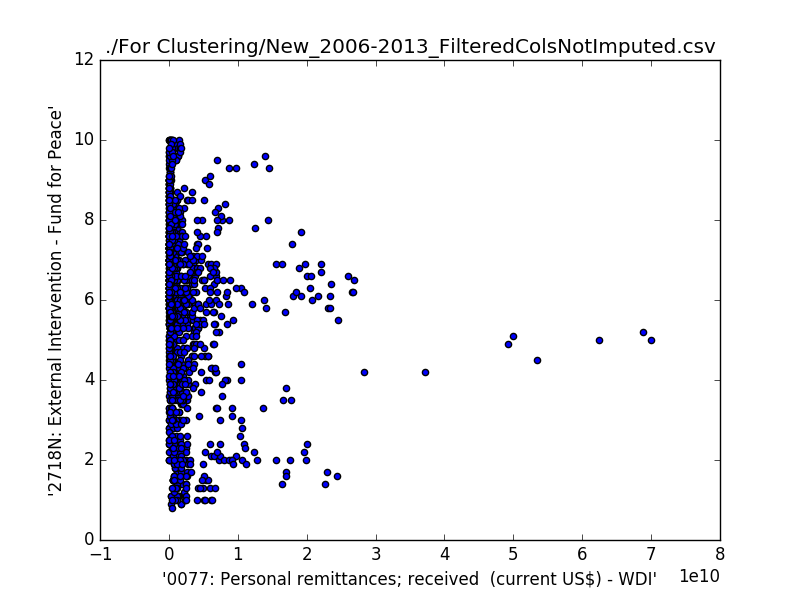 ./For Clustering/New_2006-2013_FilteredColsNotImputed.csv
'2718N: External Intervention - Fund for Peace'
12
10
8
6
4
2
0
−1 0 1 2 3 4 5 6 7 8
1e10
'0077: Personal remittances; received  (current US$) - WDI'